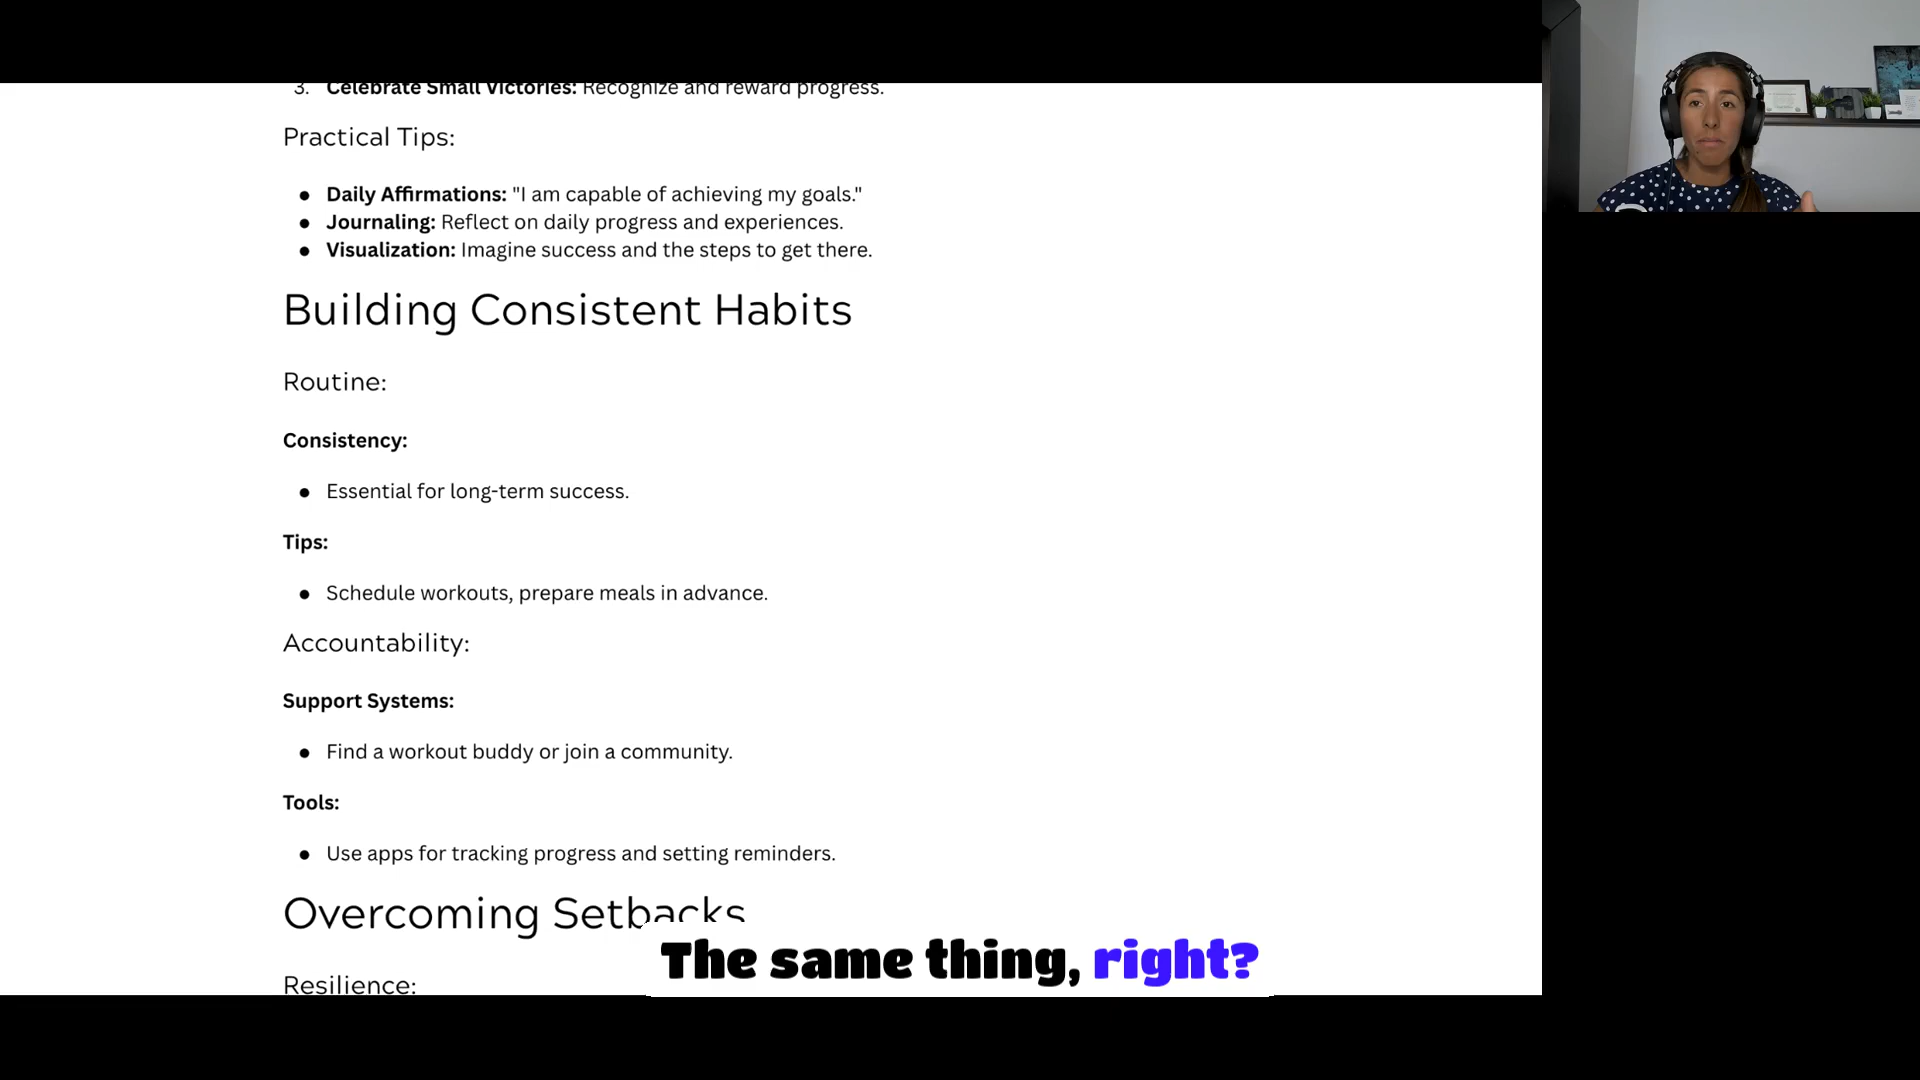 3. Celebrate Small Victories: Recognize and reward progress.
Practical Tips:
● Daily Affirmations: "I am capable of achieving my goals."
● Journaling: Reflect on daily progress and experiences.
● Visualization: Imagine success and the steps to get there.
Building Consistent Habits
Routine:
Consistency:
● Essential for long-term success.
Tips:
● Schedule workouts, prepare meals in advance.
Accountability:
Support Systems:
● Find a workout buddy or join a community.
Tools:
● Use apps for tracking progress and setting reminders.
Overcoming Setbacks
The same thing, right?
Resilience: